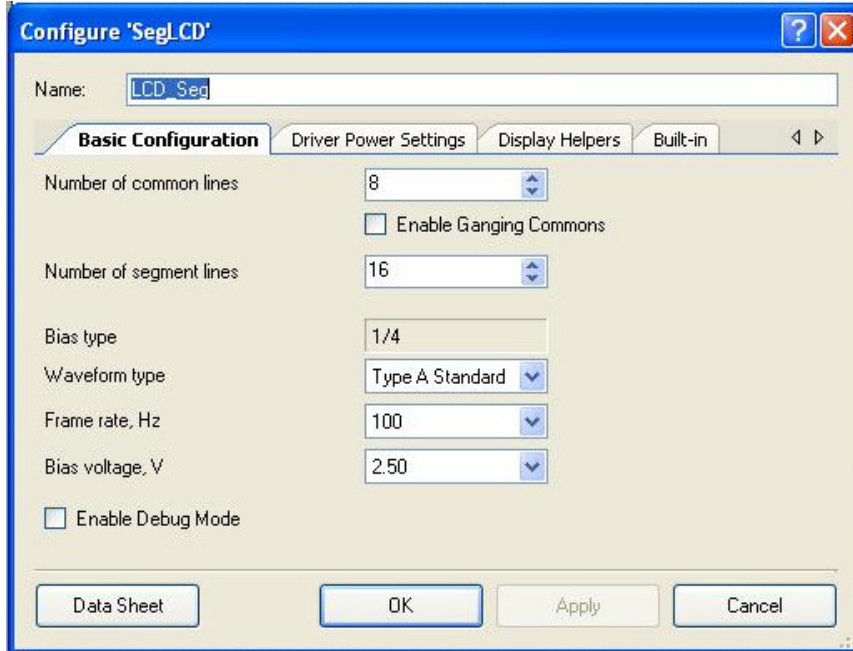 Configure 'SegLCD'
?
Name: LCD_Seg
Basic Configuration Driver Power Settings Display Helpers Built-in
Number of common lines 8
Enable Ganging Commons
Number of segment lines 16
Bias type 1/4
Waveform type Type A Standard
Frame rate, Hz 100
Bias voltage, V 2.50
Enable Debug Mode
Data Sheet OK Apply Cancel